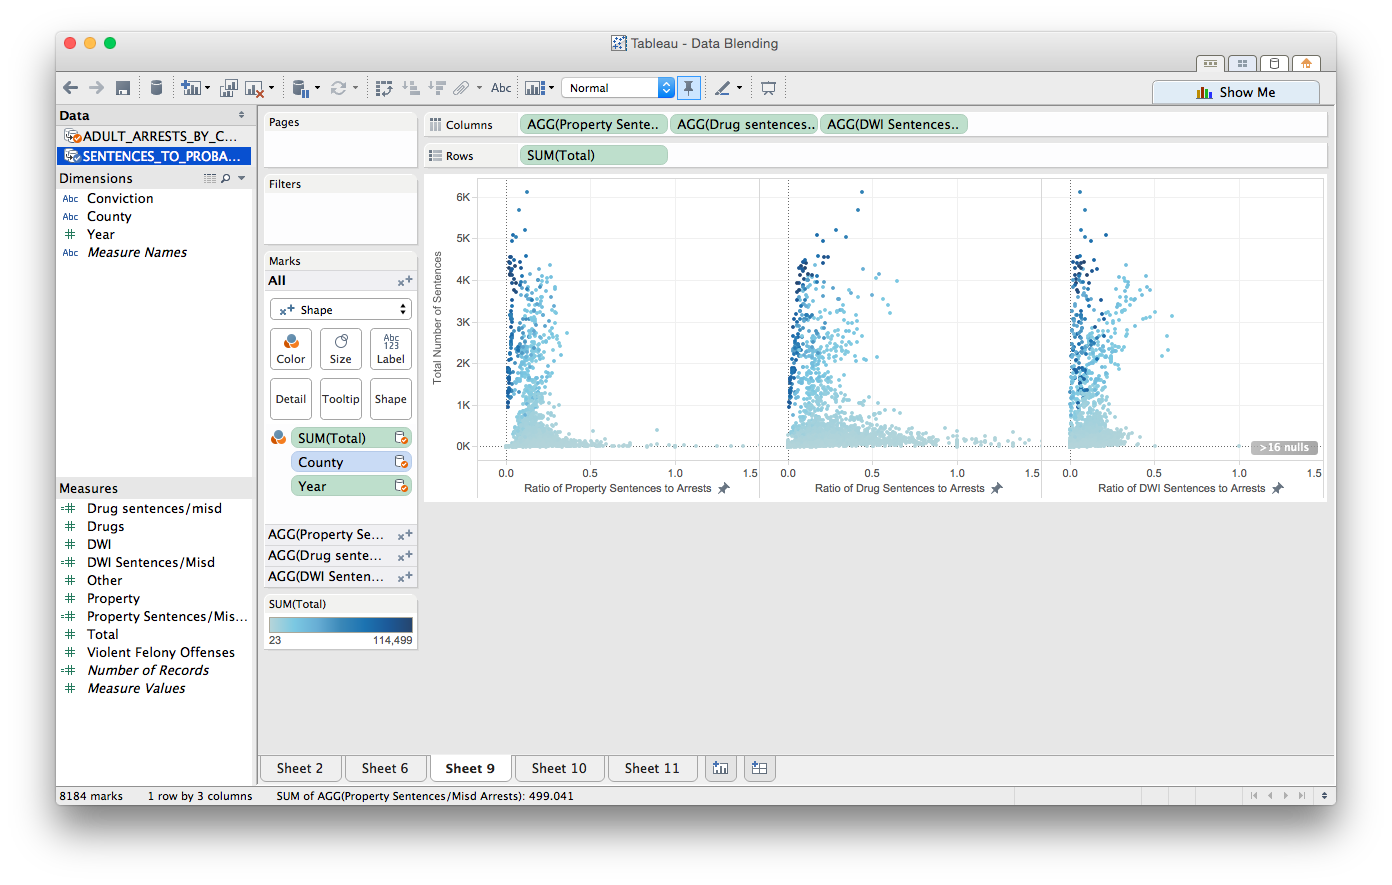 Tableau - Data Blending
Abc
Normal
Show Me
Data
ADULT_ARRESTS_BY_C...
SENTENCES_TO_PROBA...
Dimensions
Abc Conviction
Abc County
# Year
Abc Measure Names
Measures
=# Drug sentences/misd
# Drugs
# DWI
=# DWI Sentences/Misd
# Other
# Property
=# Property Sentences/Mis...
# Total
# Violent Felony Offenses
=# Number of Records
# Measure Values
Pages
Filters
Marks
All
Shape
Color
Size
Abc
123
Label
Detail
Tooltip
Shape
SUM(Total)
County
Year
AGG(Property Se...
AGG(Drug sente...
AGG(DWI Senten...
SUM(Total)
23 114,499
Columns AGG(Property Sente.. AGG(Drug sentences.. AGG(DWI Sentences..
Rows SUM(Total)
Total Number of Sentences
6K
5K
4K
3K
2K
1K
0K
>16 nulls
0.0 0.5 1.0 1.5 0.0 0.5 1.0 1.5 0.0 0.5 1.0 1.5
Ratio of Property Sentences to Arrests Ratio of Drug Sentences to Arrests Ratio of DWI Sentences to Arrests
Sheet 2 Sheet 6 Sheet 9 Sheet 10 Sheet 11
8184 marks 1 row by 3 columns SUM of AGG(Property Sentences/Misd Arrests): 499.041